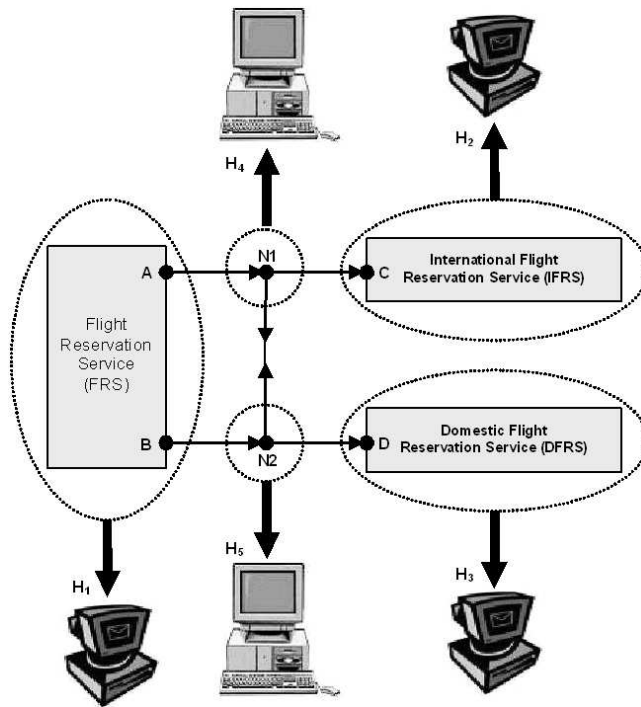 H4
H2
N1
A
C
International Flight
Reservation Service (IFRS)
Flight
Reservation
Service
(FRS)
B
N2
D
Domestic Flight
Reservation Service (DFRS)
H1
H5
H3